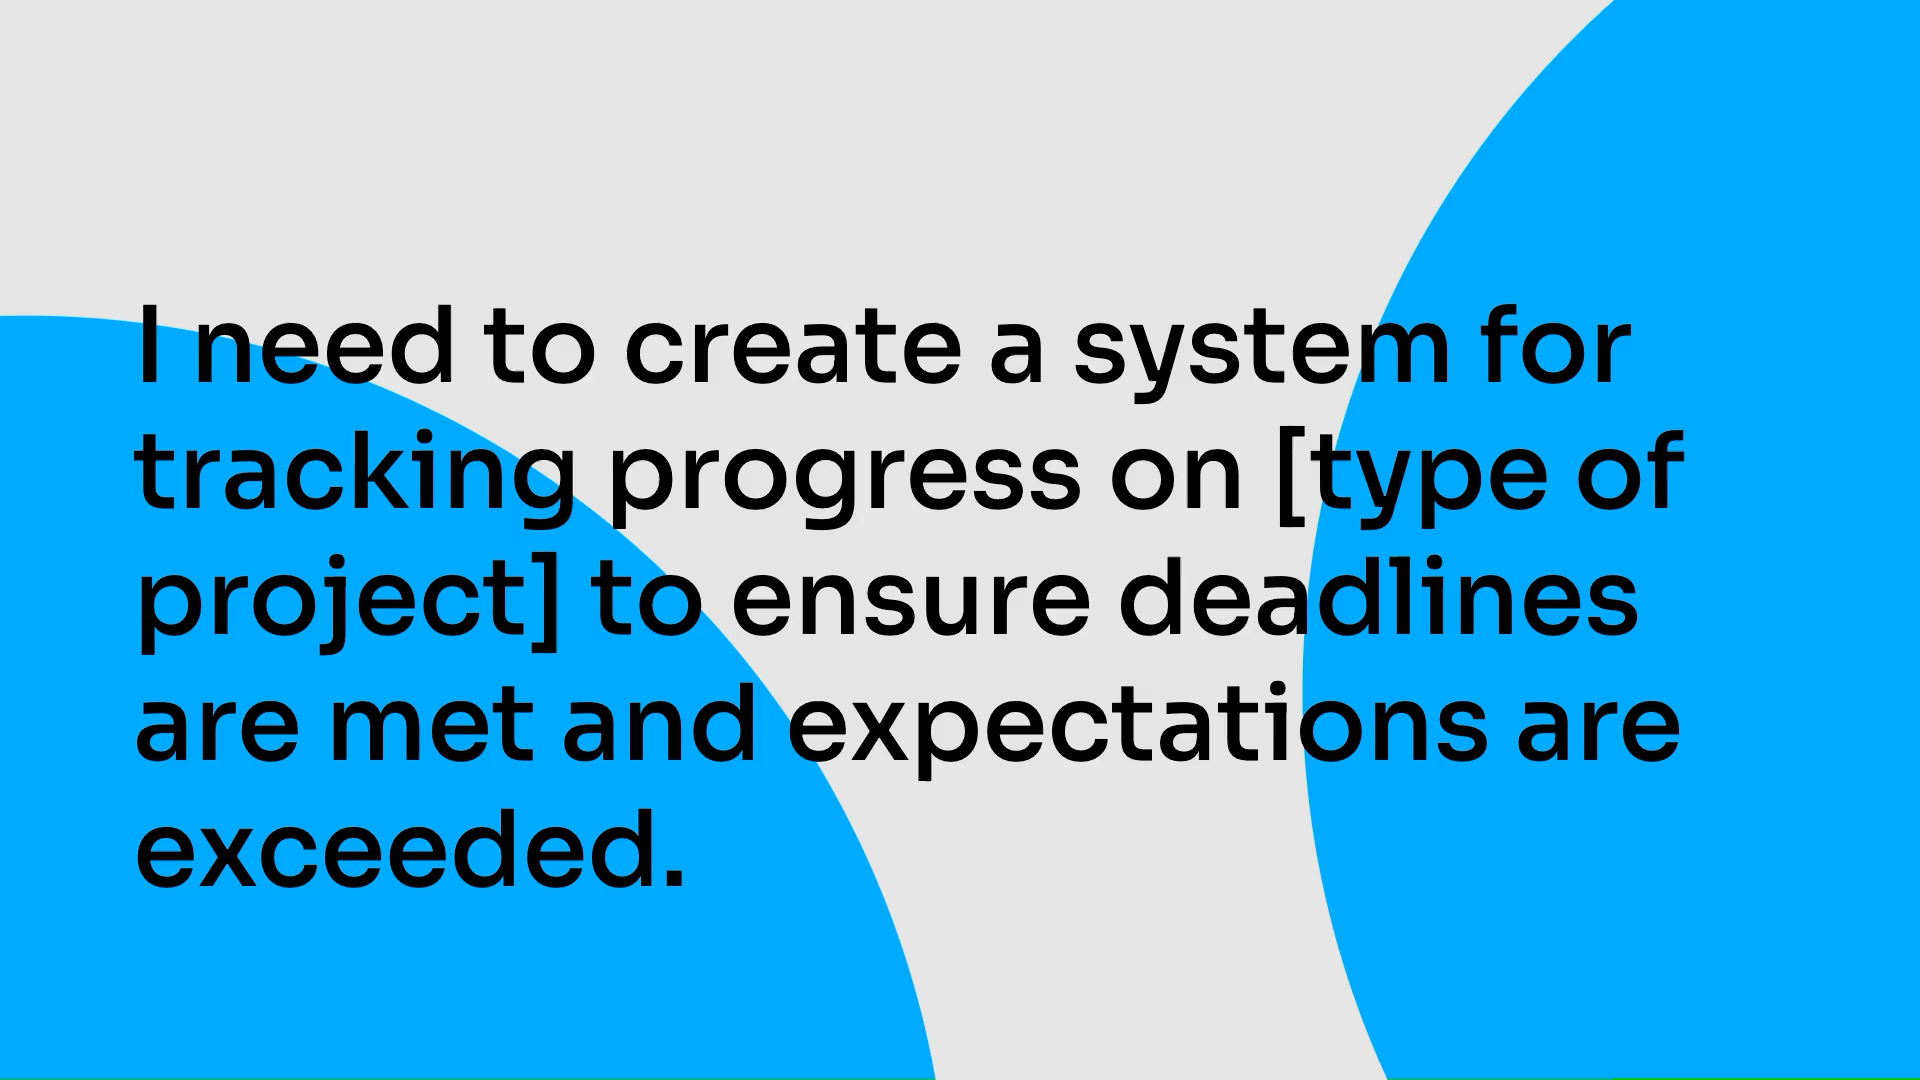 I need to create a system for
tracking progress on [type of
project] to ensure deadlines
are met and expectations are
exceeded.